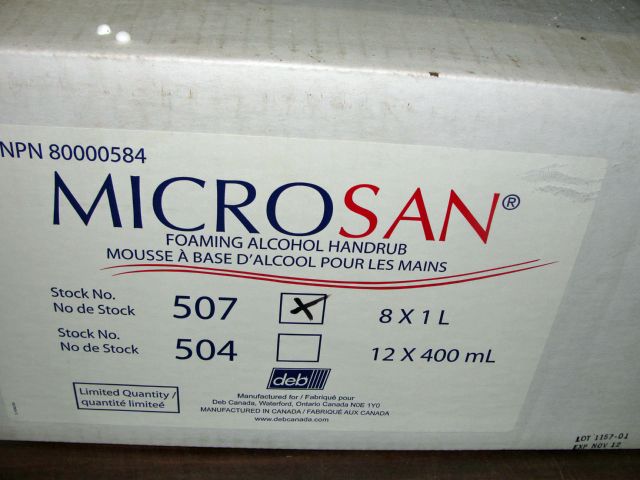 NPN 80000584
MICROSAN®
FOAMING ALCOHOL HANDRUB
MOUSSE À BASE D'ALCOOL POUR LES MAINS
Stock No.
No de Stock 507 8 X 1 L
Stock No.
No de Stock 504 12 X 400 mL
deb
Limited Quantity /
quantité limiteé
Manufactured for / Fabriqué pour
Deb Canada, Waterford, Ontario Canada N0E 1Y0
MANUFACTURED IN CANADA / FABRIQUÉ AUX CANADA
www.debcanada.com
LOT 1157-01
EXP NOV 12